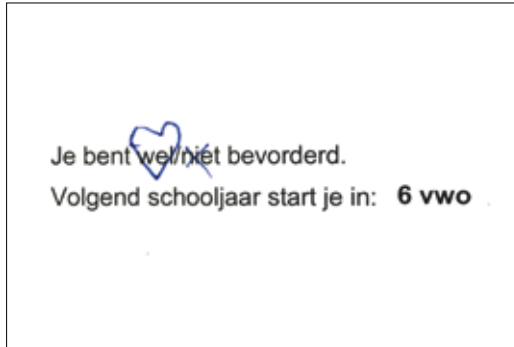 Je bent wel/niet bevorderd.
Volgend schooljaar start je in: 6 vwo